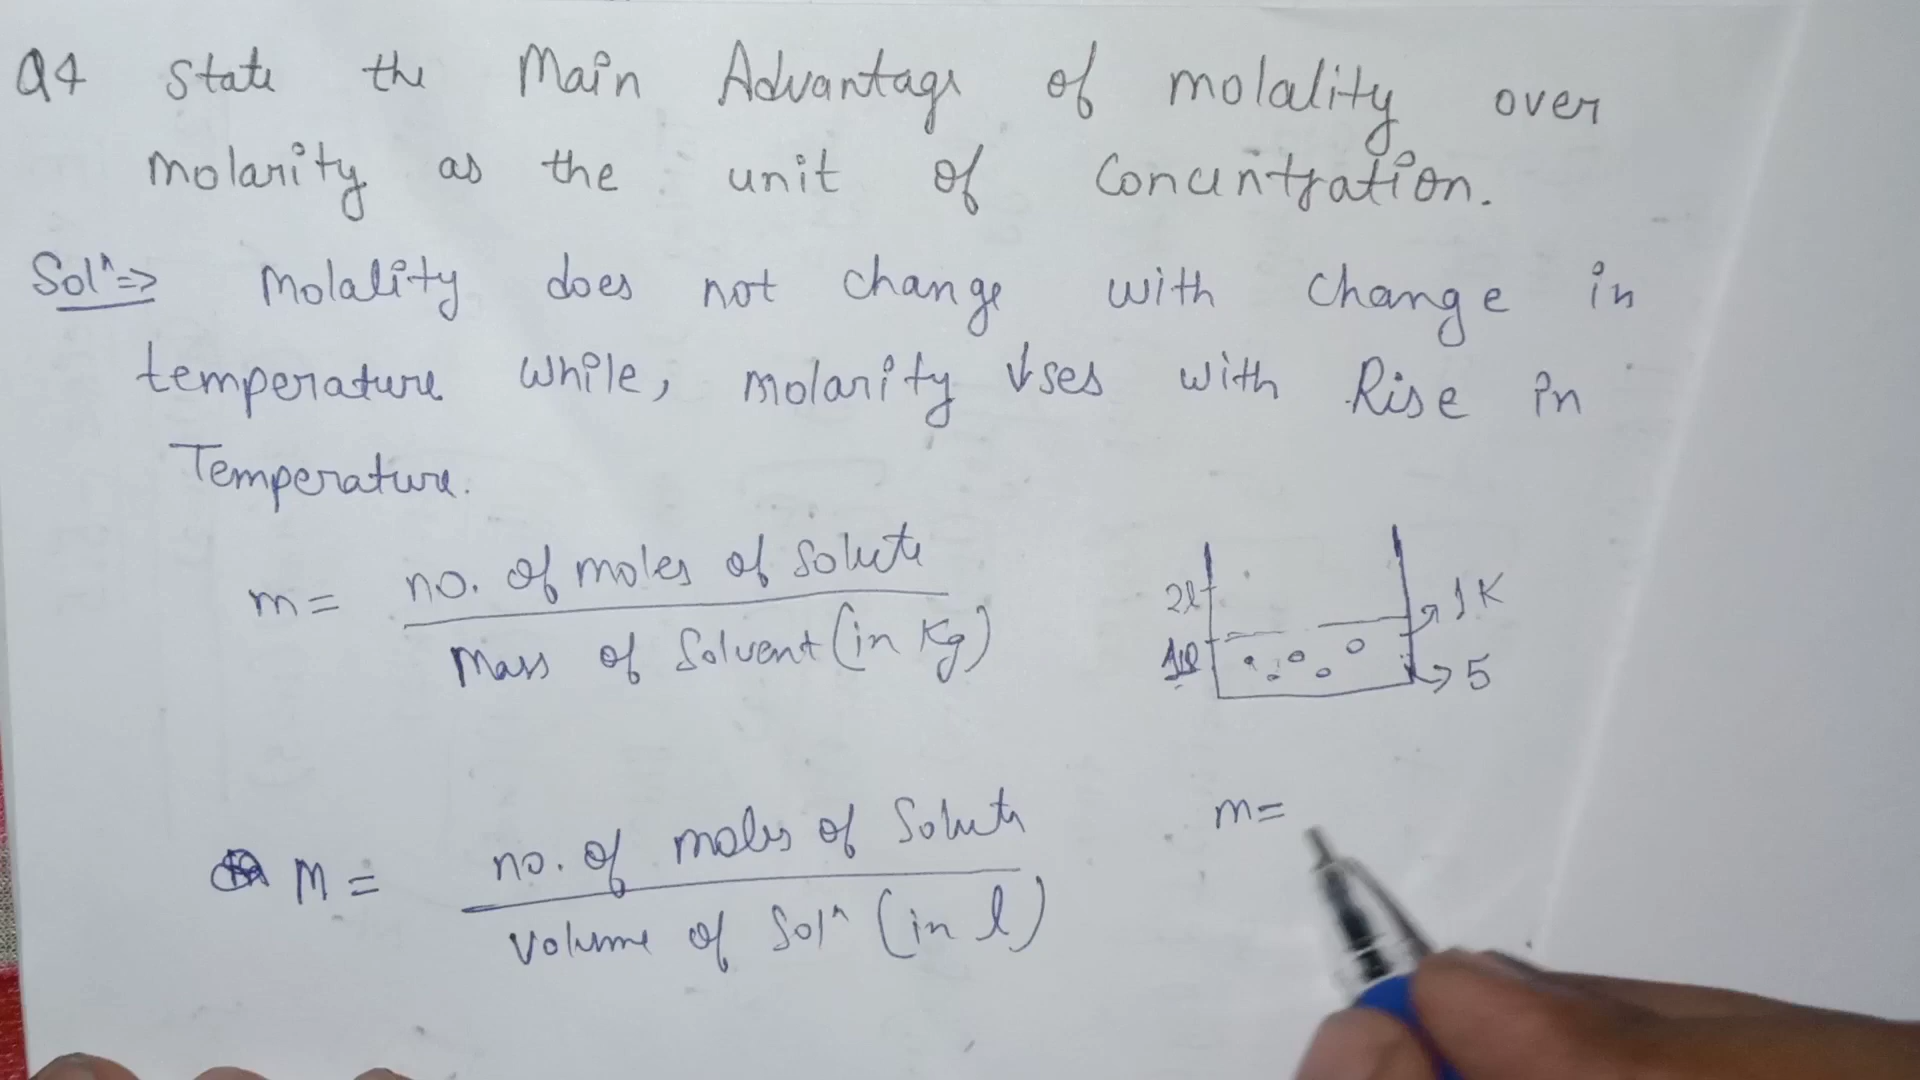 Q4 State the Main Advantage of molality over
molarity as the unit of Concentration.
Solⁿ⇒ Molality does not change with change in
temperature while, molarity ↓ses with Rise in
Temperature.
m= no. of moles of Solute
Mass of Solvent (in Kg)
2l
1l
→ 1K
→ 5
M = no. of moles of Solute
Volume of Solⁿ (in l)
m=